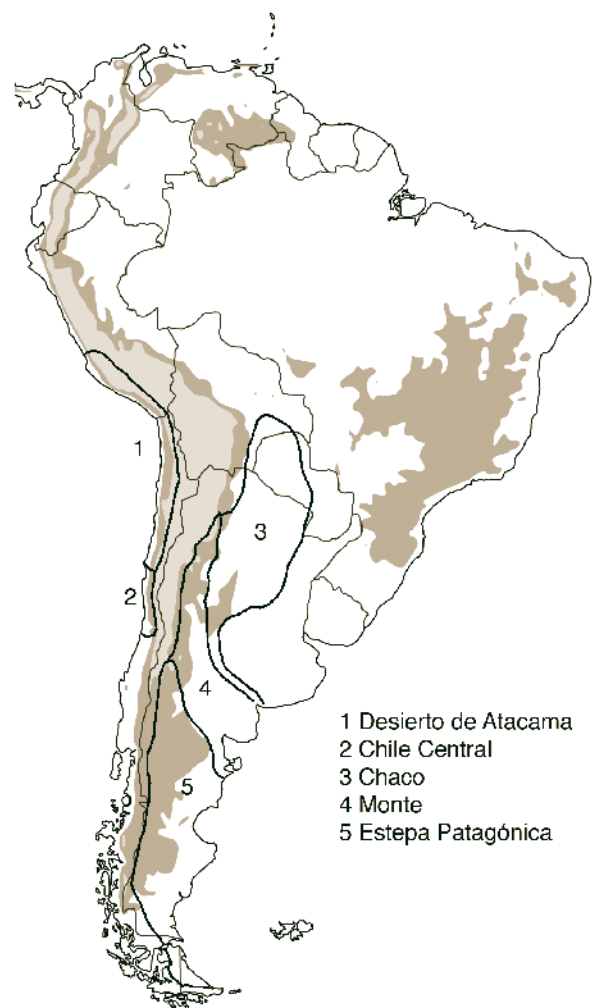 1
3
2
4
5
1 Desierto de Atacama
2 Chile Central
3 Chaco
4 Monte
5 Estepa Patagónica